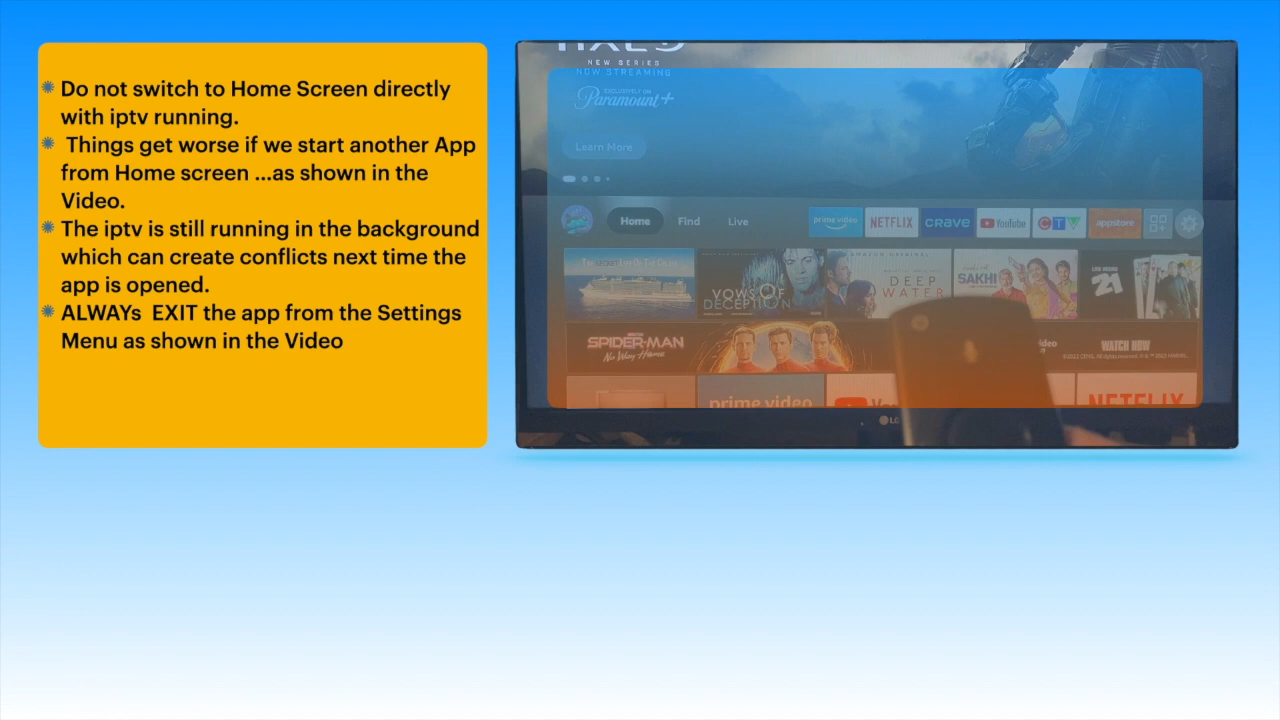 Do not switch to Home Screen directly
with iptv running.
Things get worse if we start another App
from Home screen ...as shown in the
Video.
The iptv is still running in the background
which can create conflicts next time the
app is opened.
ALWAYs EXIT the app from the Settings
Menu as shown in the Video
NEW SERIES
NOW STREAMING
EXCLUSIVELY ON
Paramount+
Learn More
Home Find Live
prime video NETFLIX crave YouTube CTV appstore
VOWS OF
DECEPTION
DEEP
WATER
SAKHI
21
SPIDER-MAN
No Way Home
WATCH NOW
prime video
NETFLIX
LG